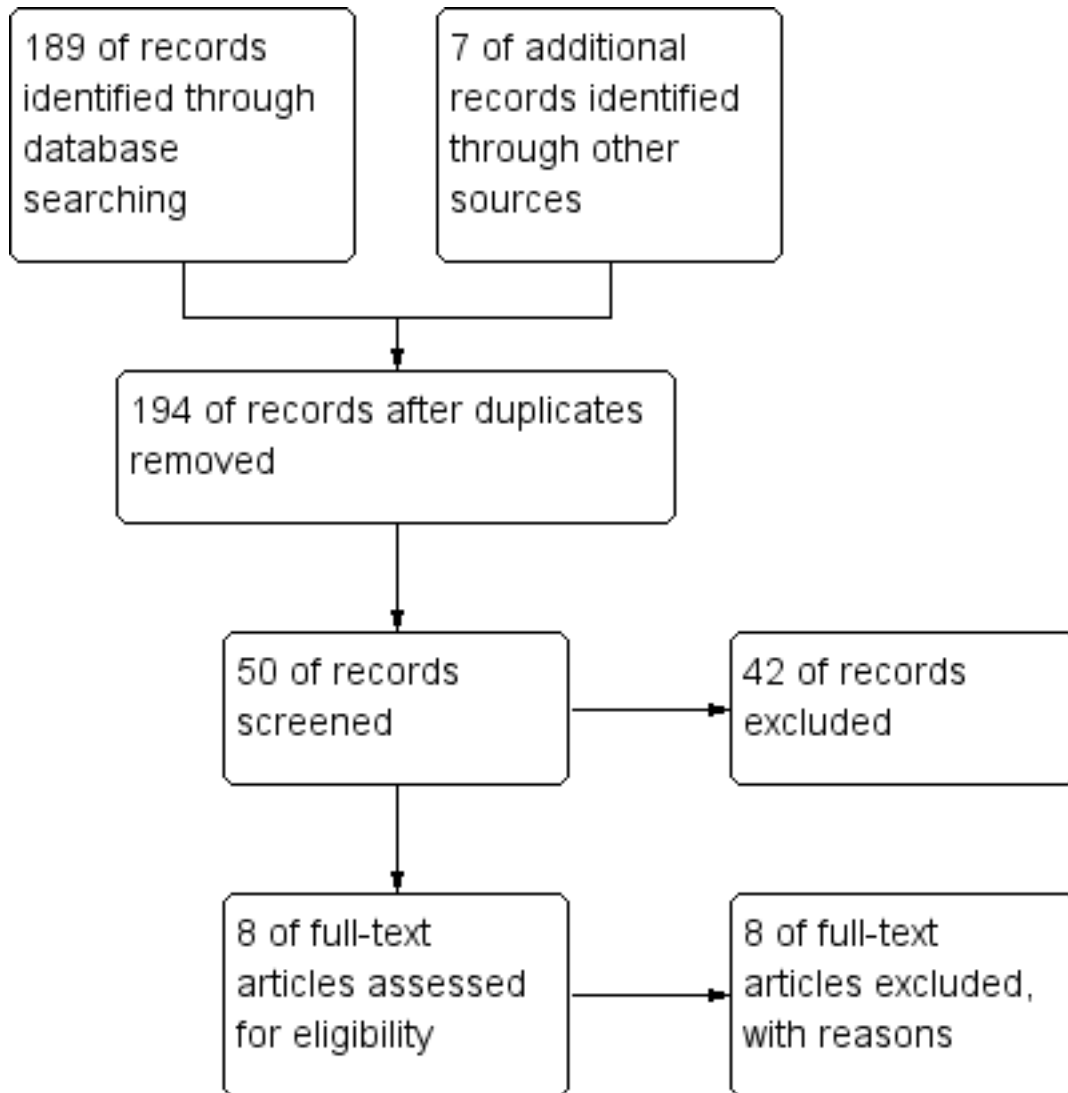 189 of records
identified through
database
searching
7 of additional
records identified
through other
sources
194 of records after duplicates
removed
50 of records
screened
42 of records
excluded
8 of full-text
articles assessed
for eligibility
8 of full-text
articles excluded,
with reasons